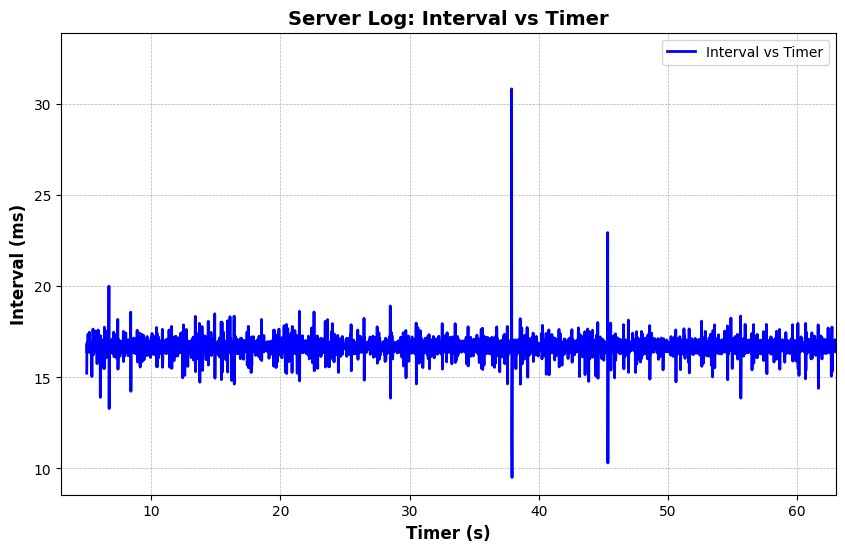 Server Log: Interval vs Timer
Interval vs Timer
Interval (ms)
30
25
20
15
10
10 20 30 40 50 60
Timer (s)